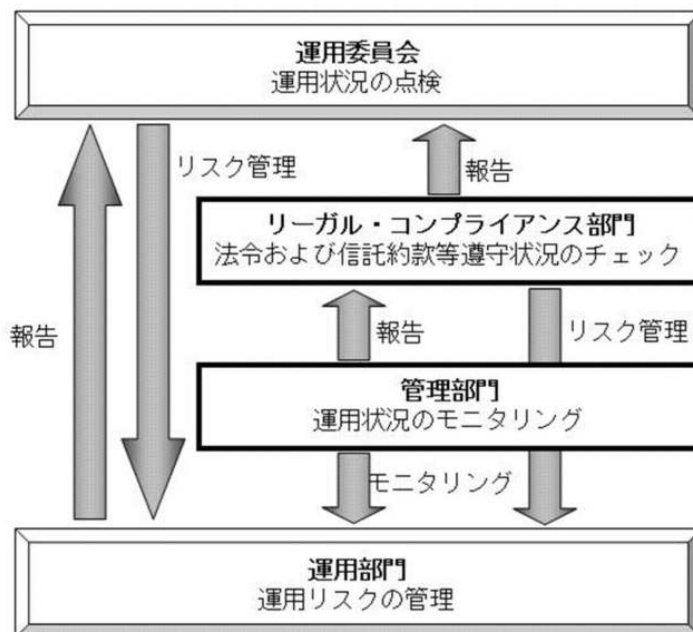 運用委員会
運用状況の点検
リスク管理
報告
リーガル・コンプライアンス部門
法令および信託約款等遵守状況のチェック
報告
報告
リスク管理
管理部門
運用状況のモニタリング
モニタリング
運用部門
運用リスクの管理